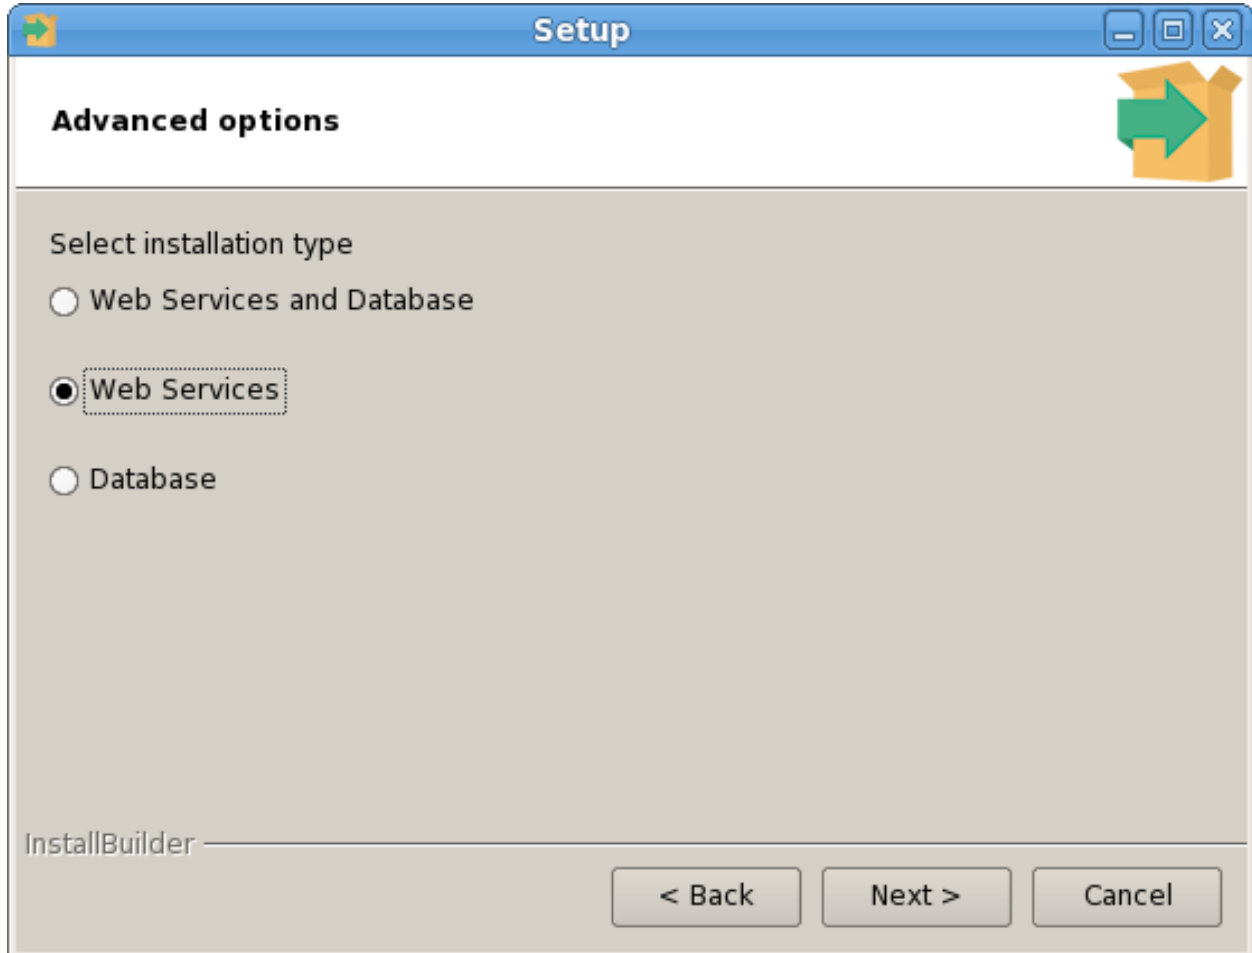 Setup
Advanced options
Select installation type
Web Services and Database
Web Services
Database
InstallBuilder
< Back Next > Cancel